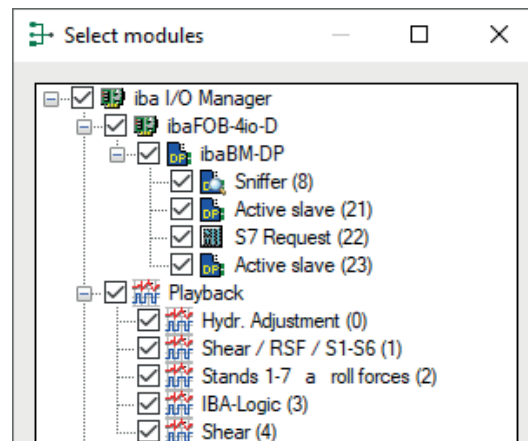 Select modules
iba I/O Manager
ibaFOB-4io-D
ibaBM-DP
Sniffer (8)
Active slave (21)
S7 Request (22)
Active slave (23)
Playback
Hydr. Adjustment (0)
Shear / RSF / S1-S6 (1)
Stands 1-7 a roll forces (2)
IBA-Logic (3)
Shear (4)